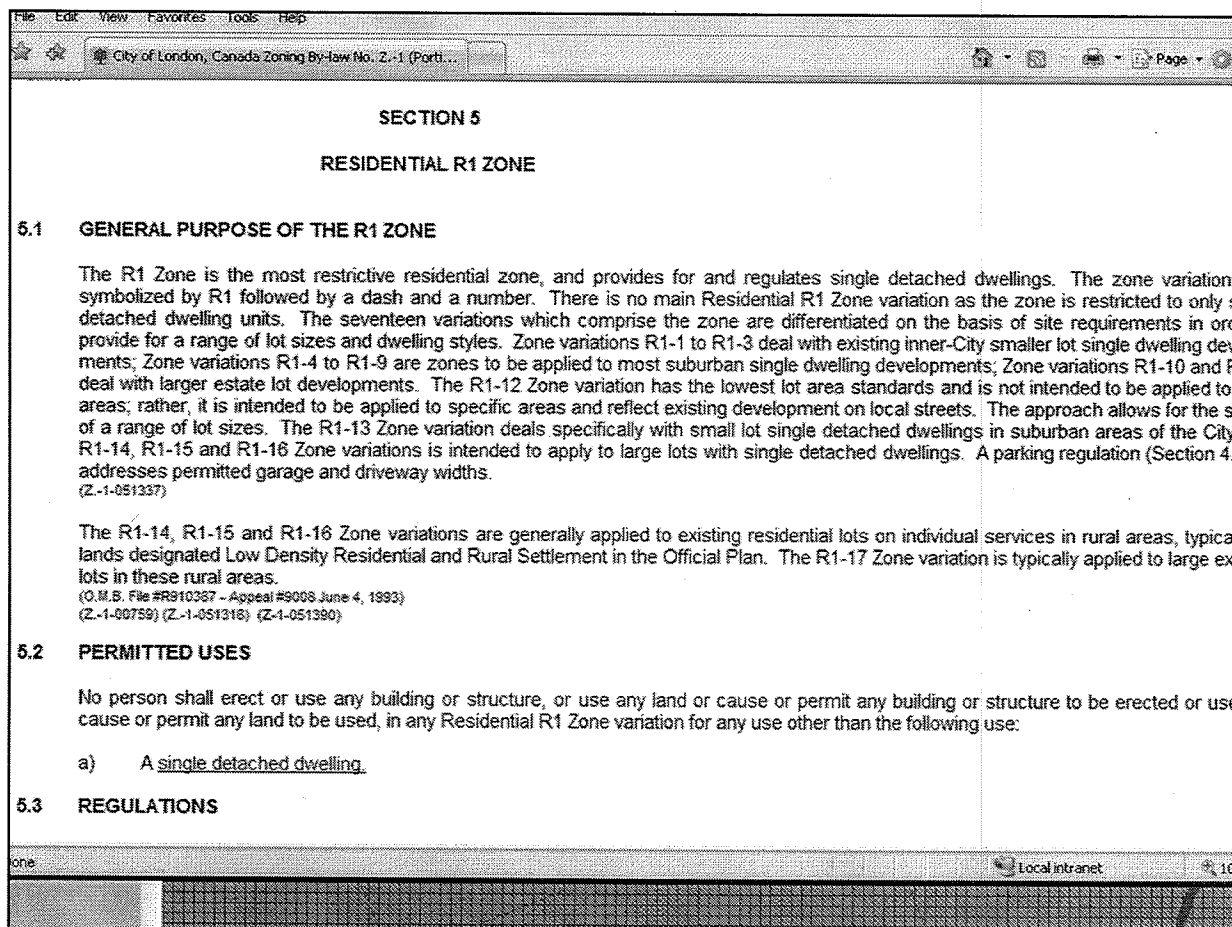 File Edit View Favorites Tools Help
City of London, Canada Zoning By-law No. Z.-1 (Porti...
Page
SECTION 5
RESIDENTIAL R1 ZONE
5.1 GENERAL PURPOSE OF THE R1 ZONE
The R1 Zone is the most restrictive residential zone, and provides for and regulates single detached dwellings. The zone variation
symbolized by R1 followed by a dash and a number. There is no main Residential R1 Zone variation as the zone is restricted to only
detached dwelling units. The seventeen variations which comprise the zone are differentiated on the basis of site requirements in
provide for a range of lot sizes and dwelling styles. Zone variations R1-1 to R1-3 deal with existing inner-City smaller lot single dwelling
ments; Zone variations R1-4 to R1-9 are zones to be applied to most suburban single dwelling developments; Zone variations R1-10 and
deal with larger estate lot developments. The R1-12 Zone variation has the lowest lot area standards and is not intended to be applied to
areas; rather, it is intended to be applied to specific areas and reflect existing development on local streets. The approach allows for the
of a range of lot sizes. The R1-13 Zone variation deals specifically with small lot single detached dwellings in suburban areas of the City
R1-14, R1-15 and R1-16 Zone variations is intended to apply to large lots with single detached dwellings. A parking regulation (Section 4.
addresses permitted garage and driveway widths.
(Z.-1-051337)
The R1-14, R1-15 and R1-16 Zone variations are generally applied to existing residential lots on individual services in rural areas, typica
lands designated Low Density Residential and Rural Settlement in the Official Plan. The R1-17 Zone variation is typically applied to large ex
lots in these rural areas.
(O.M.B. File #R910387 - Appeal #9008 June 4, 1993)
(Z.-1-00759) (Z.-1-051316) (Z-1-051390)
5.2 PERMITTED USES
No person shall erect or use any building or structure, or use any land or cause or permit any building or structure to be erected or use
cause or permit any land to be used, in any Residential R1 Zone variation for any use other than the following use:
a) A single detached dwelling.
5.3 REGULATIONS
one
Local intranet